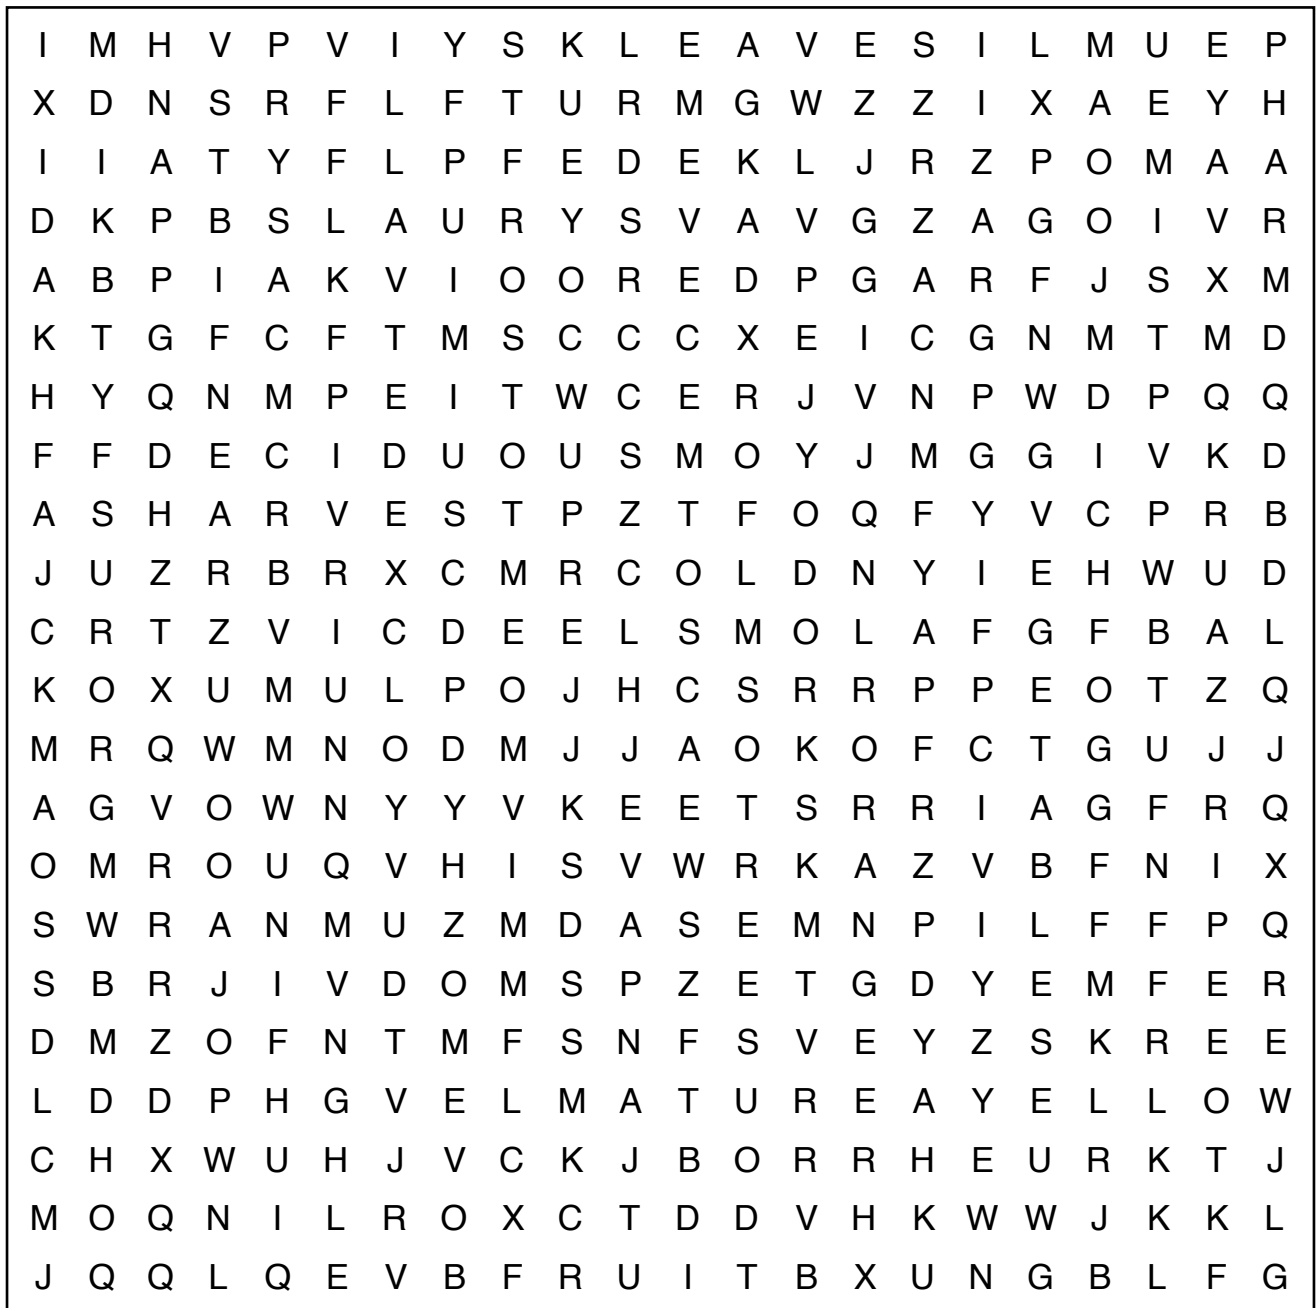 I M H V P V I Y S K L E A V E S I L M U E P
X D N S R F L F T U R M G W Z Z I X A E Y H
I I A T Y F L P F E D E K L J R Z P O M A A
D K P B S L A U R Y S V A V G Z A G O I V R
A B P I A K V I O O R E D P G A R F J S X M
K T G F C F T M S C C C X E I C G N M T M D
H Y Q N M P E I T W C E R J V N P W D P Q Q
F F D E C I D U O U S M O Y J M G G I V K D
A S H A R V E S T P Z T F O Q F Y V C P R B
J U Z R B R X C M R C O L D N Y I E H W U D
C R T Z V I C D E E L S M O L A F G F B A L
K O X U M U L P O J H C S R R P P E O T Z Q
M R Q W M N O D M J J A O K O F C T G U J J
A G V O W N Y Y V K E E T S R R I A G F R Q
O M R O U Q V H I S V W R K A Z V B F N I X
S W R A N M U Z M D A S E M N P I L F F P Q
S B R J I V D O M S P Z E T G D Y E M F E R
D M Z O F N T M F S N F S V E Y Z S K R E E
L D D P H G V E L M A T U R E A Y E L L O W
C H X W U H J V C K J B O R R H E U R K T J
M O Q N I L R O X C T D D V H K W W J K K L
J Q Q L Q E V B F R U I T B X U N G B L F G